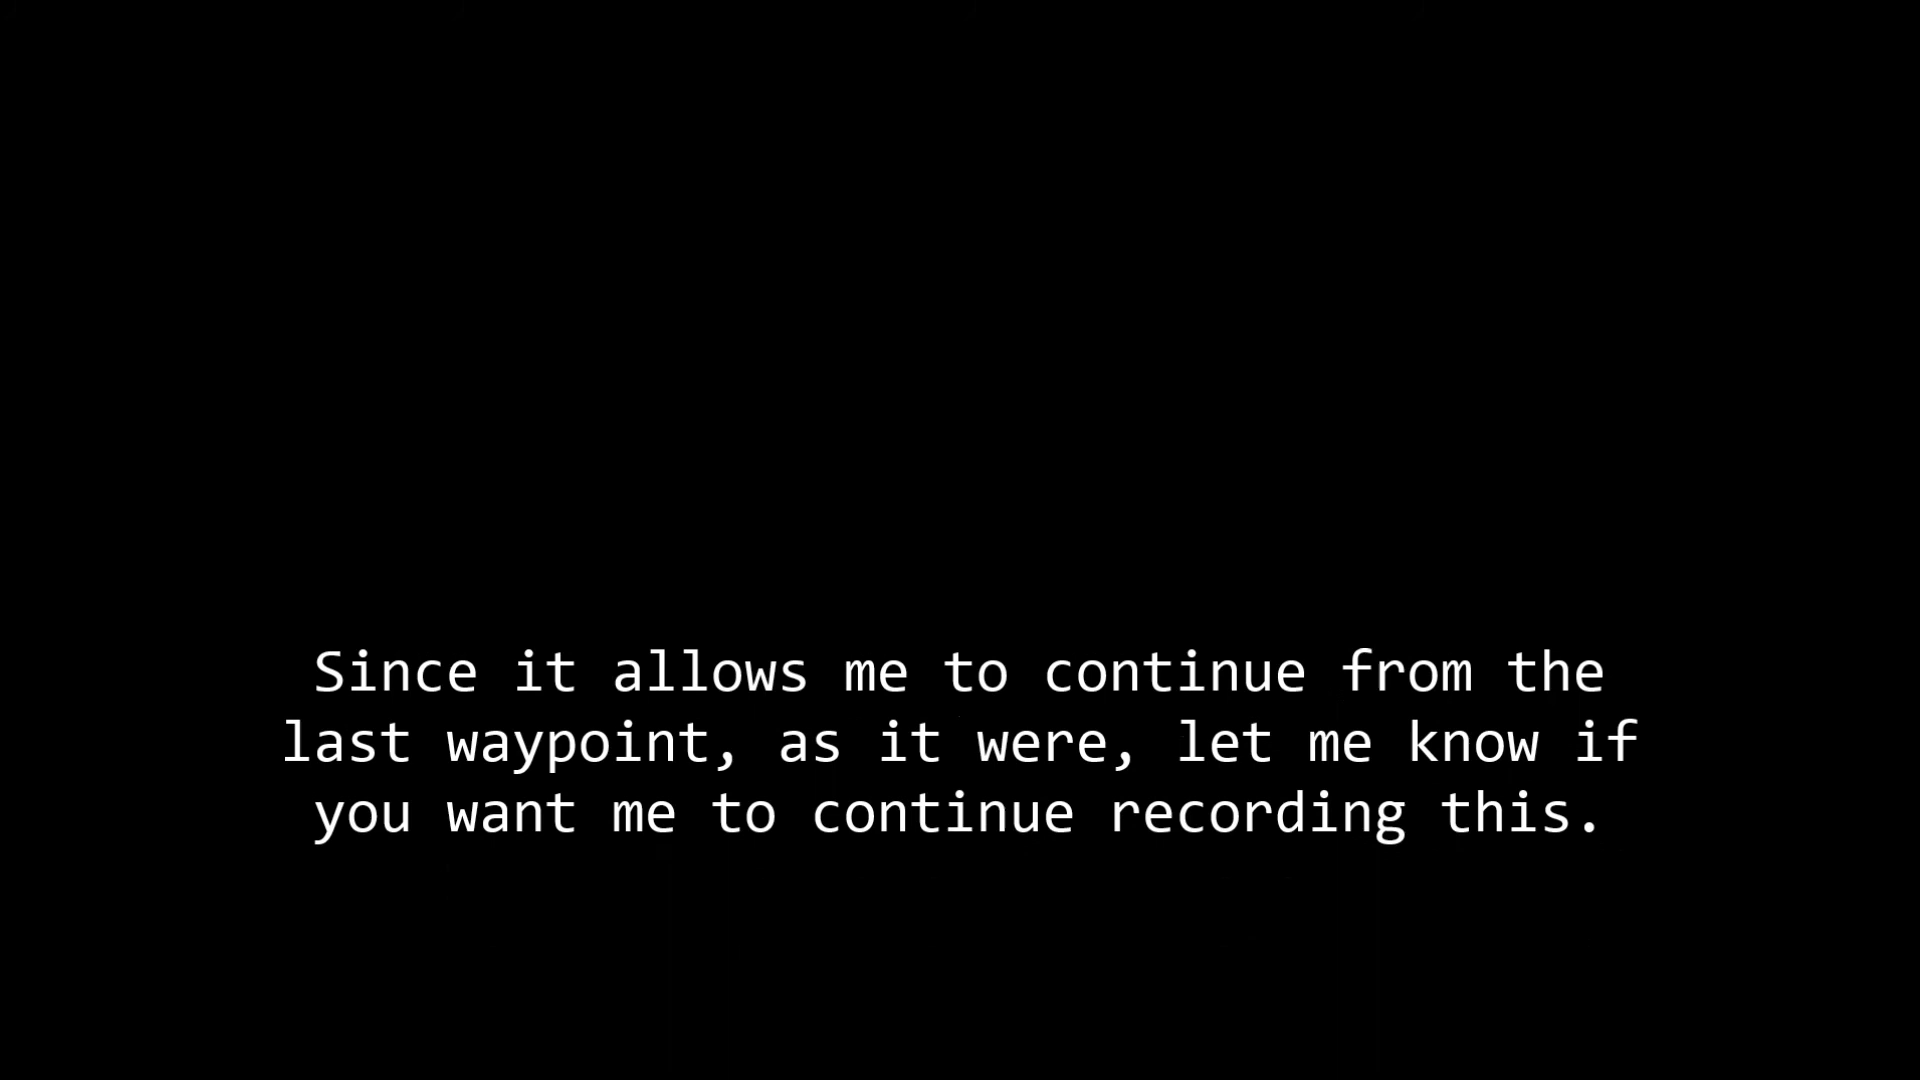 Since it allows me to continue from the
last waypoint, as it were, let me know if
you want me to continue recording this.